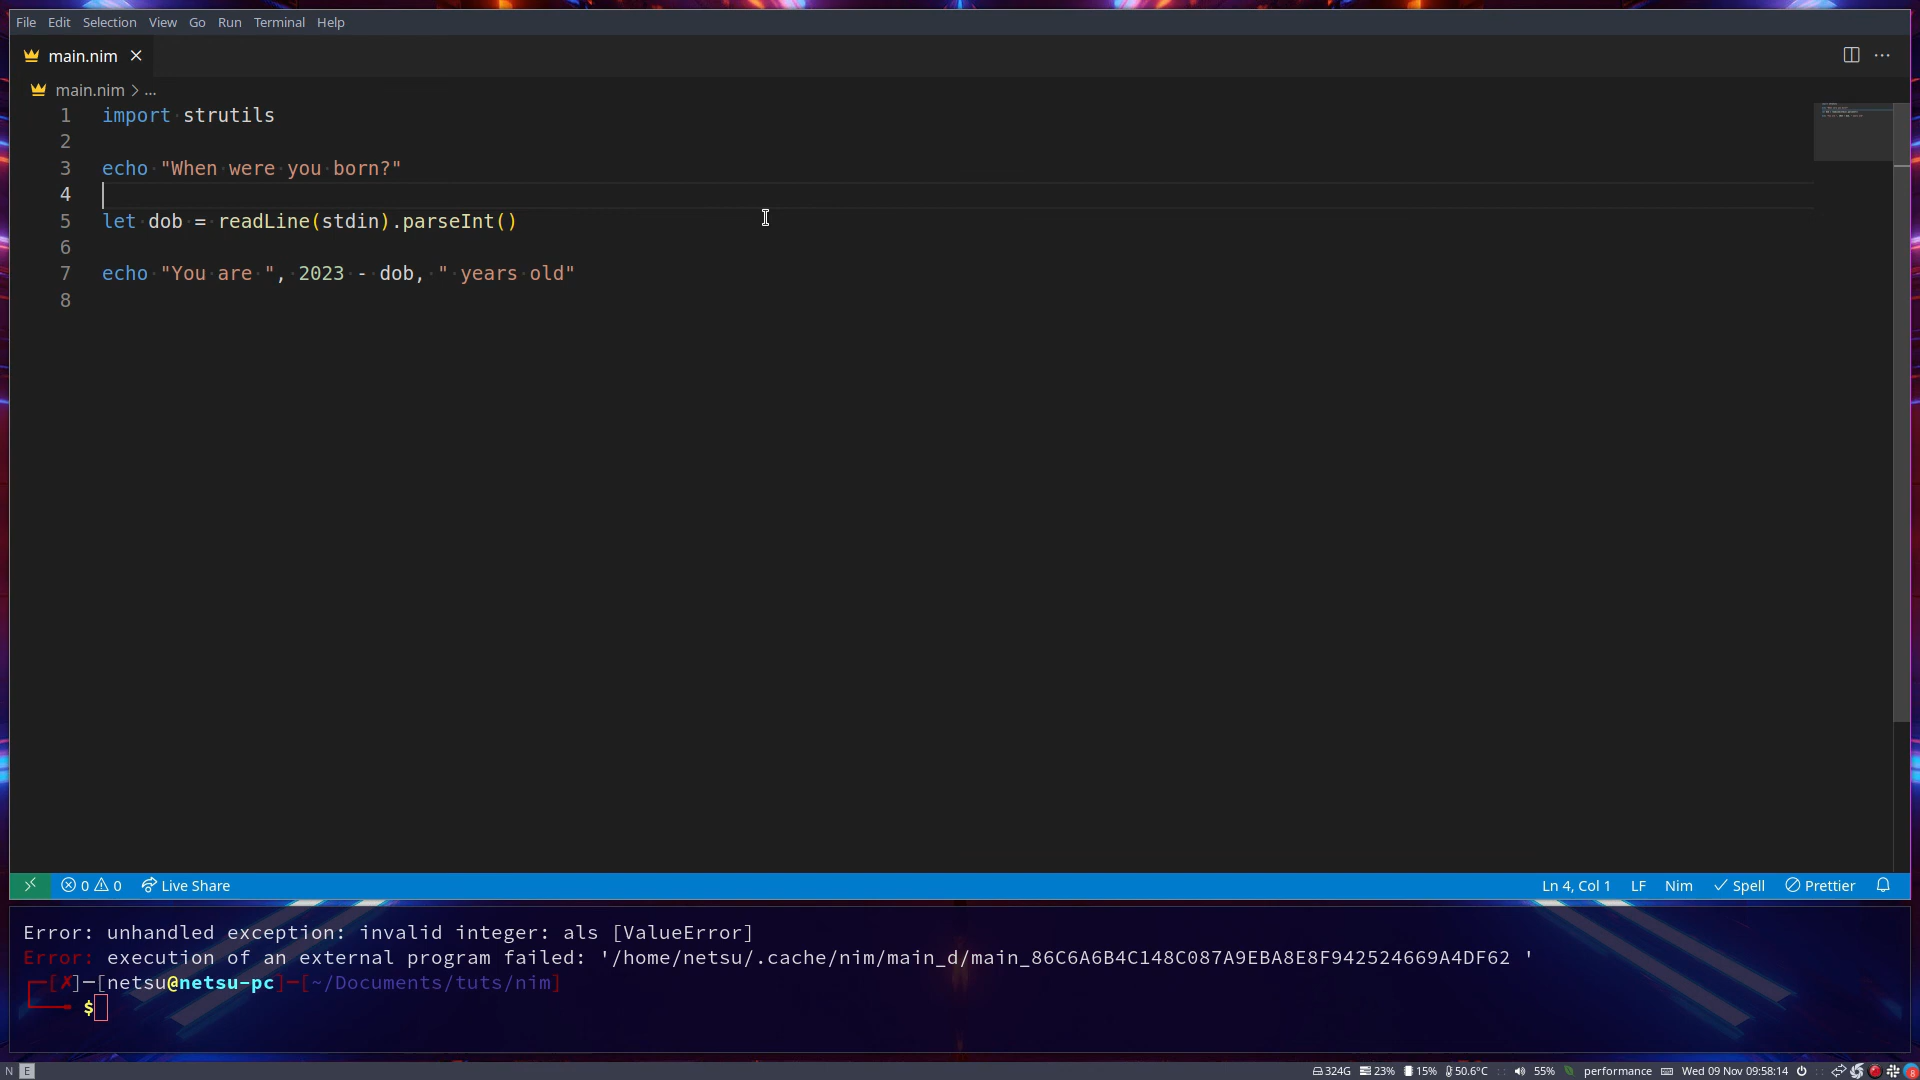 File Edit Selection View Go Run Terminal Help
main.nim
main.nim > ...
1 import strutils
2
3 echo "When were you born?"
4
5 let dob = readLine(stdin).parseInt()
6
7 echo "You are ", 2023 - dob, " years old"
8
0 0 Live Share Ln 4, Col 1 LF Nim Spell Prettier
Error: unhandled exception: invalid integer: als [ValueError]
Error: execution of an external program failed: '/home/netsu/.cache/nim/main_d/main_86C6A6B4C148C087A9EBA8E8F942524669A4DF62 '
[✗]─[netsu@netsu-pc]─[~/Documents/tuts/nim]
$
N E 324G 23% 15% 50.6°C 55% performance Wed 09 Nov 09:58:14 8